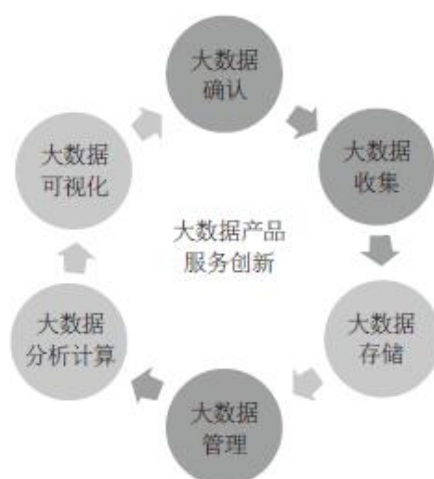 大数据
确认
大数据
收集
大数据
存储
大数据
管理
大数据
分析计算
大数据
可视化
大数据产品
服务创新